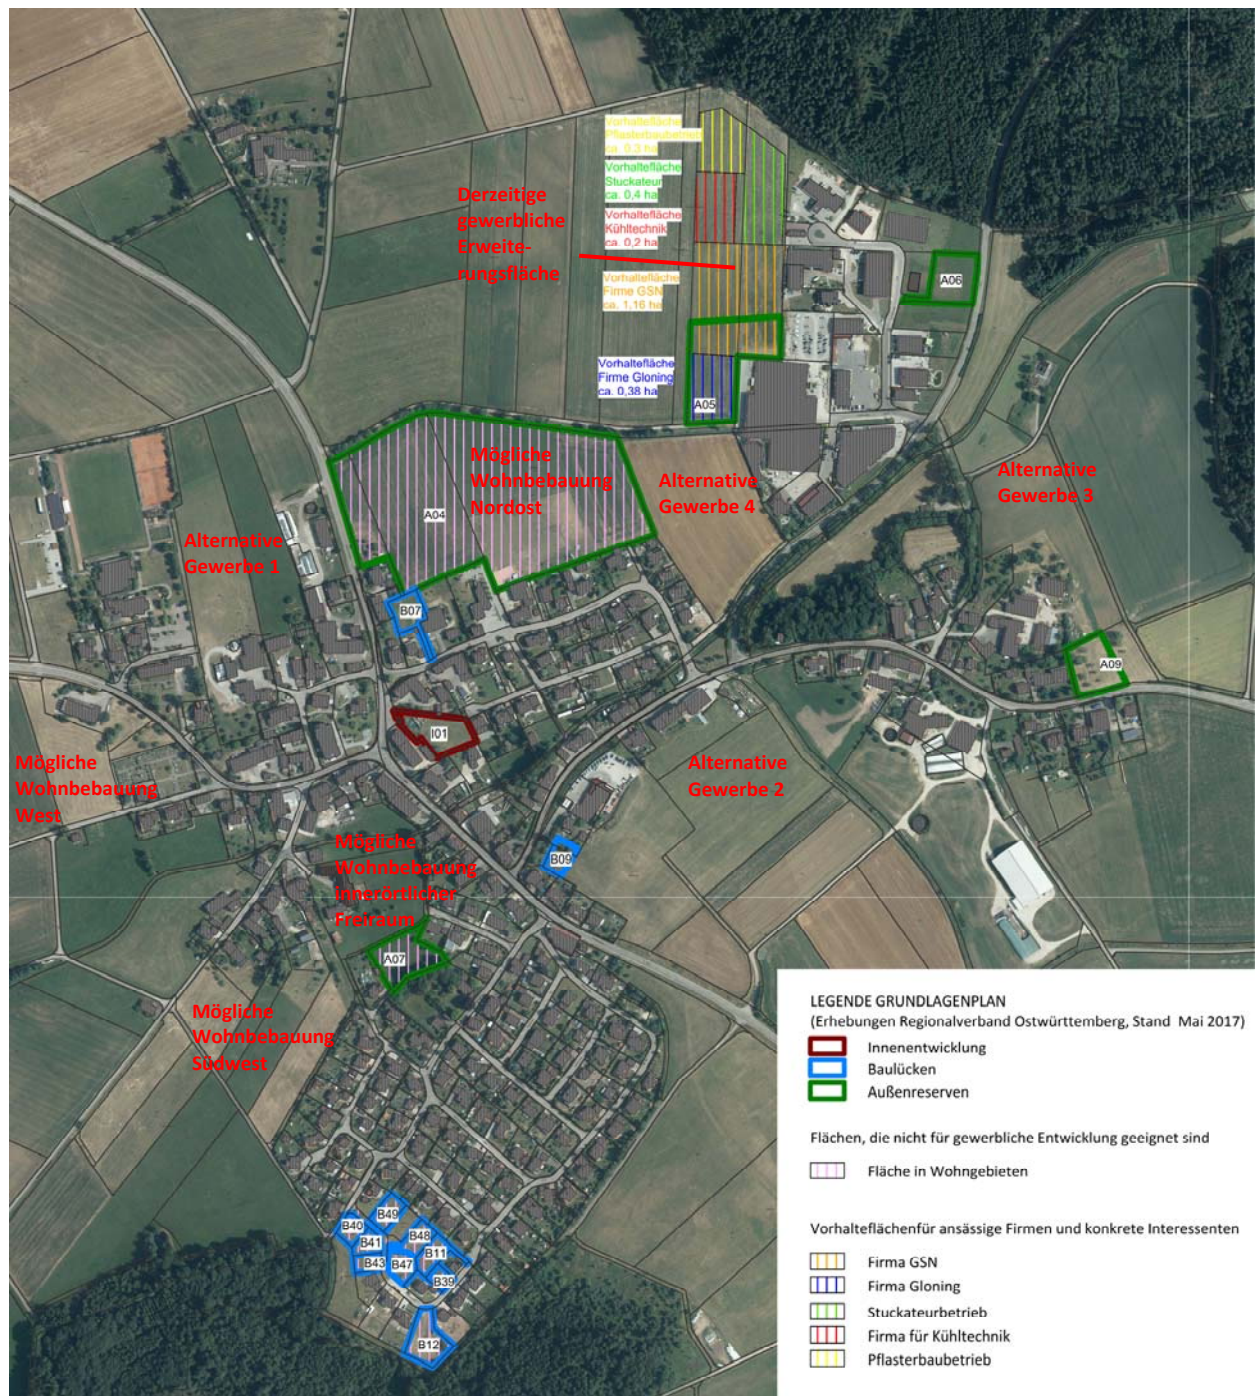 Vorhaltefläche
Pflasterbaubetrieb
ca. 0,3 ha
Vorhaltefläche
Stuckateur
ca. 0,4 ha
Derzeitige
gewerbliche
Erweite-
rungsfläche
Vorhaltefläche
Kühltechnik
ca. 0,2 ha
Vorhaltefläche
Firme GSN
ca. 1,16 ha
A06
Vorhaltefläche
Firme Gloning
ca. 0,38 ha
A05
Mögliche
Wohnbebauung
Nordost
A04
Alternative
Gewerbe 4
Alternative
Gewerbe 3
Alternative
Gewerbe 1
B07
A09
I01
Mögliche
Wohnbebauung
West
Alternative
Gewerbe 2
Mögliche
Wohnbebauung
Innerörtlicher
Freiraum
B09
A07
Mögliche
Wohnbebauung
Südwest
B49
B40
B48
B41
B11
B43
B47
B39
B12
LEGENDE GRUNDLAGENPLAN
(Erhebungen Regionalverband Ostwürttemberg, Stand Mai 2017)
Innenentwicklung
Baulücken
Außenreserven
Flächen, die nicht für gewerbliche Entwicklung geeignet sind
Fläche in Wohngebieten
Vorhalteflächenfür ansässige Firmen und konkrete Interessenten
Firma GSN
Firma Gloning
Stuckateurbetrieb
Firma für Kühltechnik
Pflasterbaubetrieb